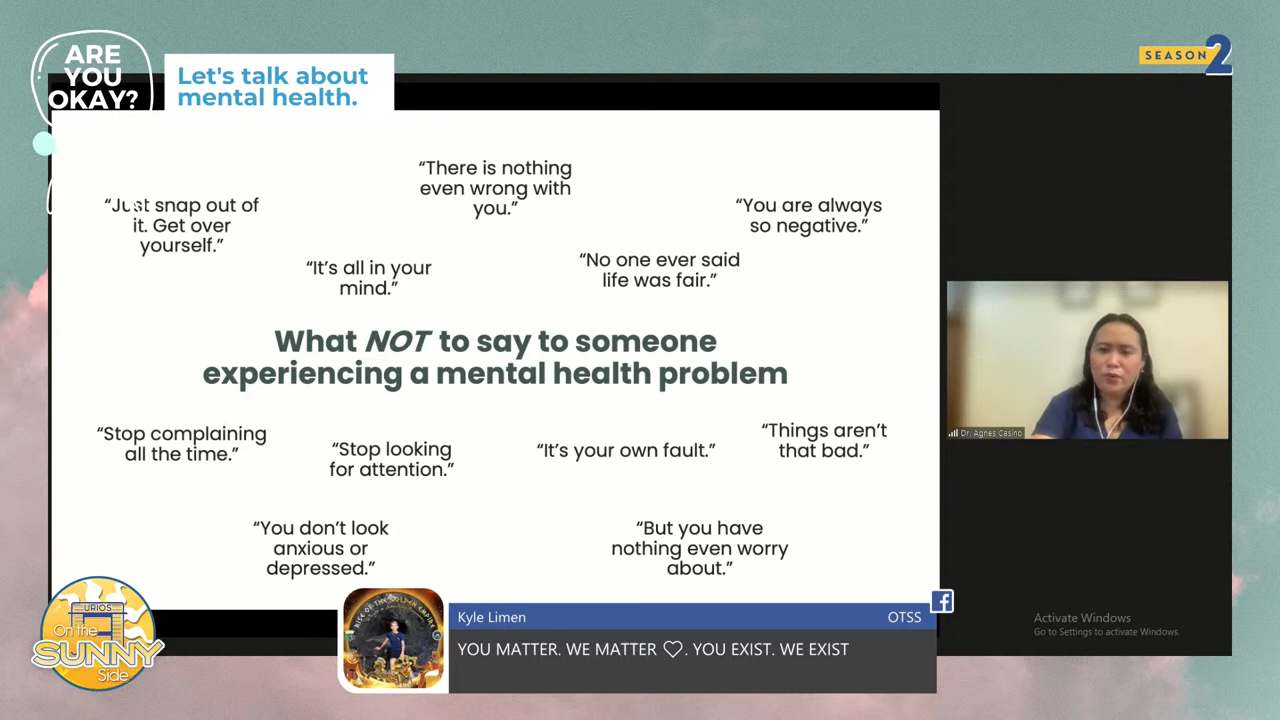 ARE
YOU
OKAY?
Let's talk about
mental health.
SEASON 2
“There is nothing
even wrong with
you.”
“Just snap out of
it. Get over
yourself.”
“You are always
so negative.”
“It’s all in your
mind.”
“No one ever said
life was fair.”
What NOT to say to someone
experiencing a mental health problem
“Stop complaining
all the time.”
“Stop looking
for attention.”
“It’s your own fault.”
“Things aren’t
that bad.”
“You don’t look
anxious or
depressed.”
“But you have
nothing even worry
about.”
Dr. Agnes Casino
URIOS
On the
SUNNY
Side
RISE OF THE GOLDEN EMPIRE
Kyle Limen
OTSS
YOU MATTER. WE MATTER ♡. YOU EXIST. WE EXIST
Activate Windows
Go to Settings to activate Windows.